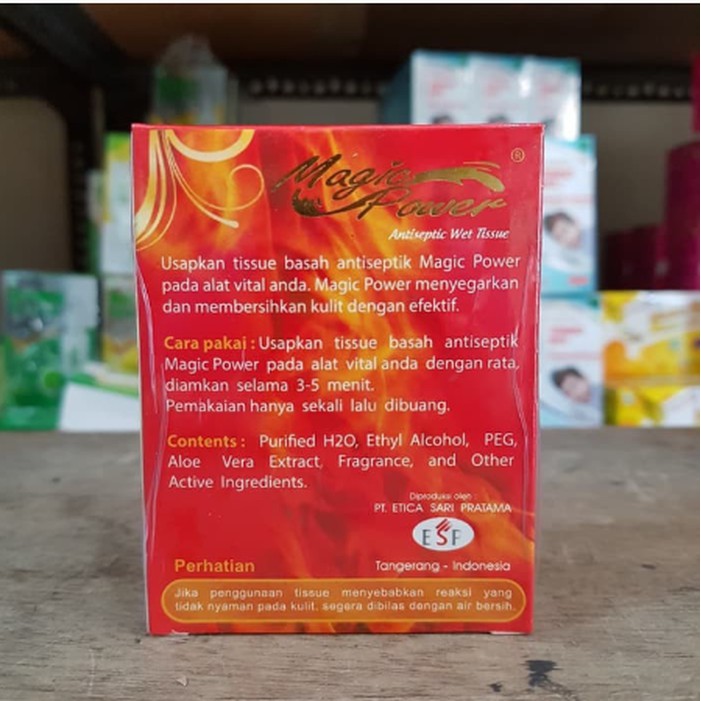 Magic Power ®
Antiseptic Wet Tissue
Usapkan tissue basah antiseptik Magic Power
pada alat vital anda. Magic Power menyegarkan
dan membersihkan kulit dengan efektif.
Cara pakai : Usapkan tissue basah antiseptik
Magic Power pada alat vital anda dengan rata,
diamkan selama 3-5 menit.
Pemakaian hanya sekali lalu dibuang.
Contents : Purified H2O, Ethyl Alcohol, PEG,
Aloe Vera Extract, Fragrance, and Other
Active Ingredients.
Diproduksi oleh :
PT. ETICA SARI PRATAMA
ESP
Tangerang - Indonesia
Perhatian
Jika penggunaan tissue menyebabkan reaksi yang
tidak nyaman pada kulit. segera dibilas dengan air bersih.